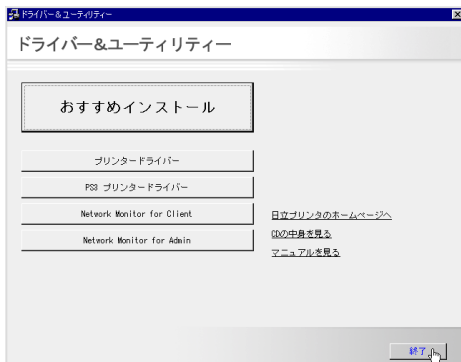 ドライバー&ユーティリティー
ドライバー&ユーティリティー
おすすめインストール
プリンタードライバー
PS3 プリンタードライバー
Network Monitor for Client
Network Monitor for Admin
日立プリンタのホームページへ
CDの中身を見る
マニュアルを見る
終了